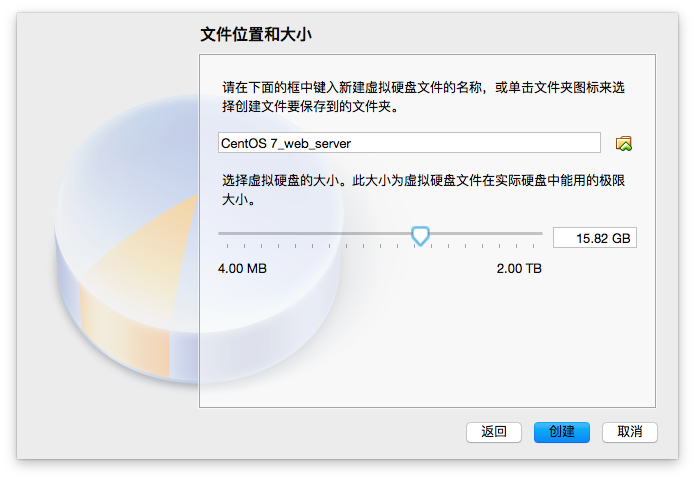 文件位置和大小
请在下面的框中键入新建虚拟硬盘文件的名称，或单击文件夹图标来选
择创建文件要保存到的文件夹。
CentOS 7_web_server
选择虚拟硬盘的大小。此大小为虚拟硬盘文件在实际硬盘中能用的极限
大小。
15.82 GB
4.00 MB 2.00 TB
返回 创建 取消